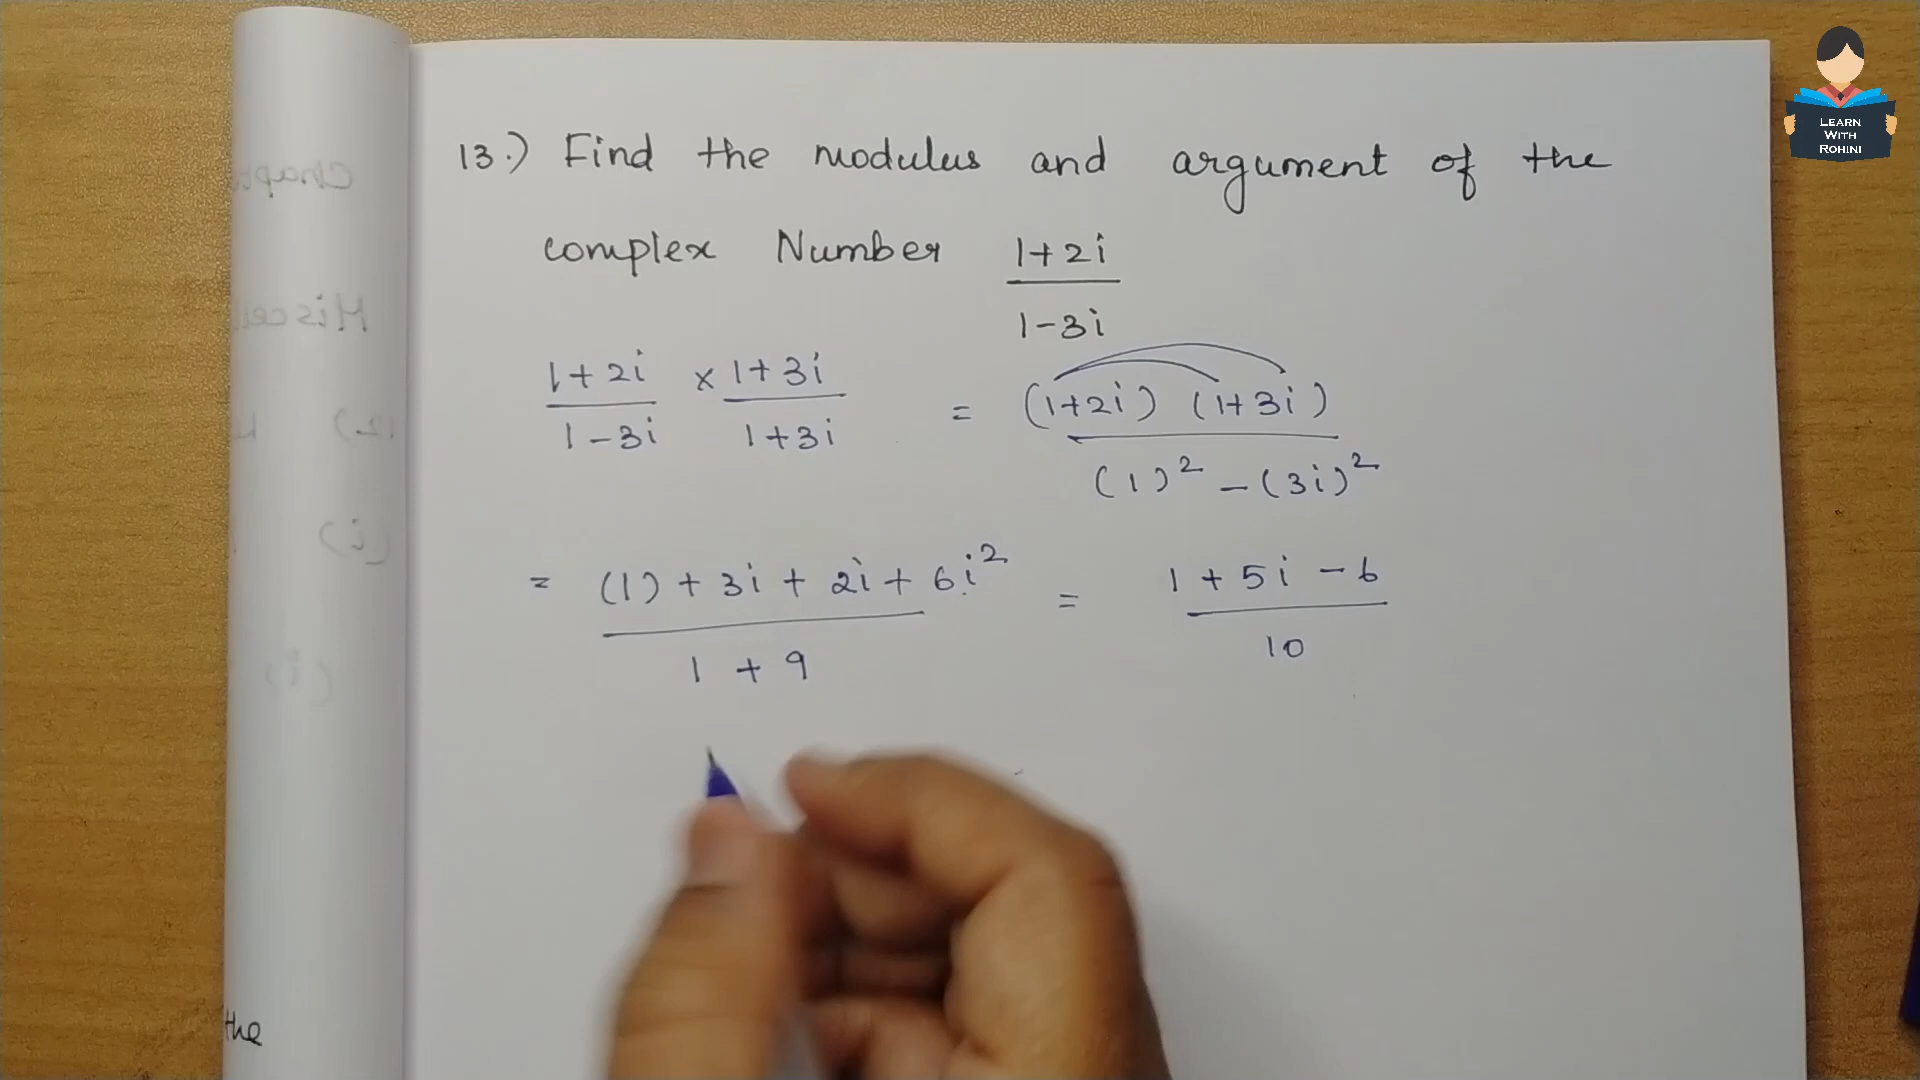 LEARN
WITH
ROHINI
13.) Find the modulus and argument of the
complex Number
1+2i
1-3i
1+2i × 1+3i = (1+2i) (1+3i)
1-3i 1+3i (1)² - (3i)²
= (1) + 3i + 2i + 6i² = 1 + 5i - 6
1 + 9 10
the